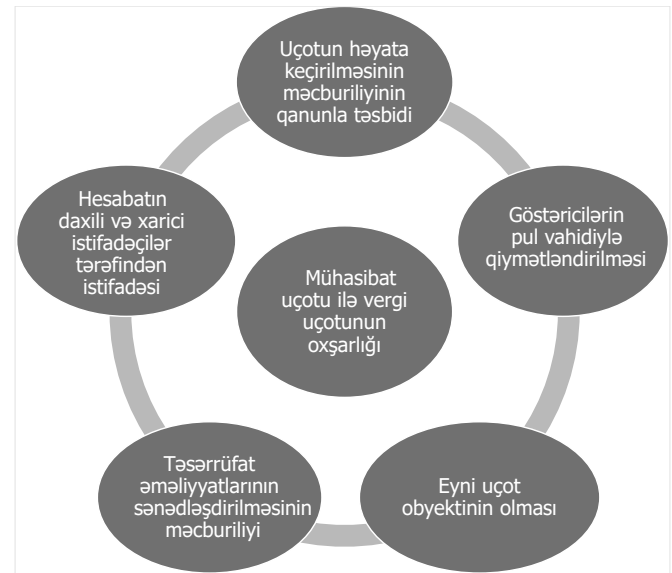 Uçotun həyata
keçirilməsinin
məcburiliyinin
qanunla təsbidi
Göstəricilərin
pul vahidiylə
qiymətləndirilməsi
Eyni uçot
obyektinin olması
Təsərrüfat
əməliyyatlarının
sənədləşdirilməsinin
məcburiliyi
Hesabatın
daxili və xarici
istifadəçilər
tərəfindən
istifadəsi
Mühasibat
uçotu ilə vergi
uçotunun
oxşarlığı